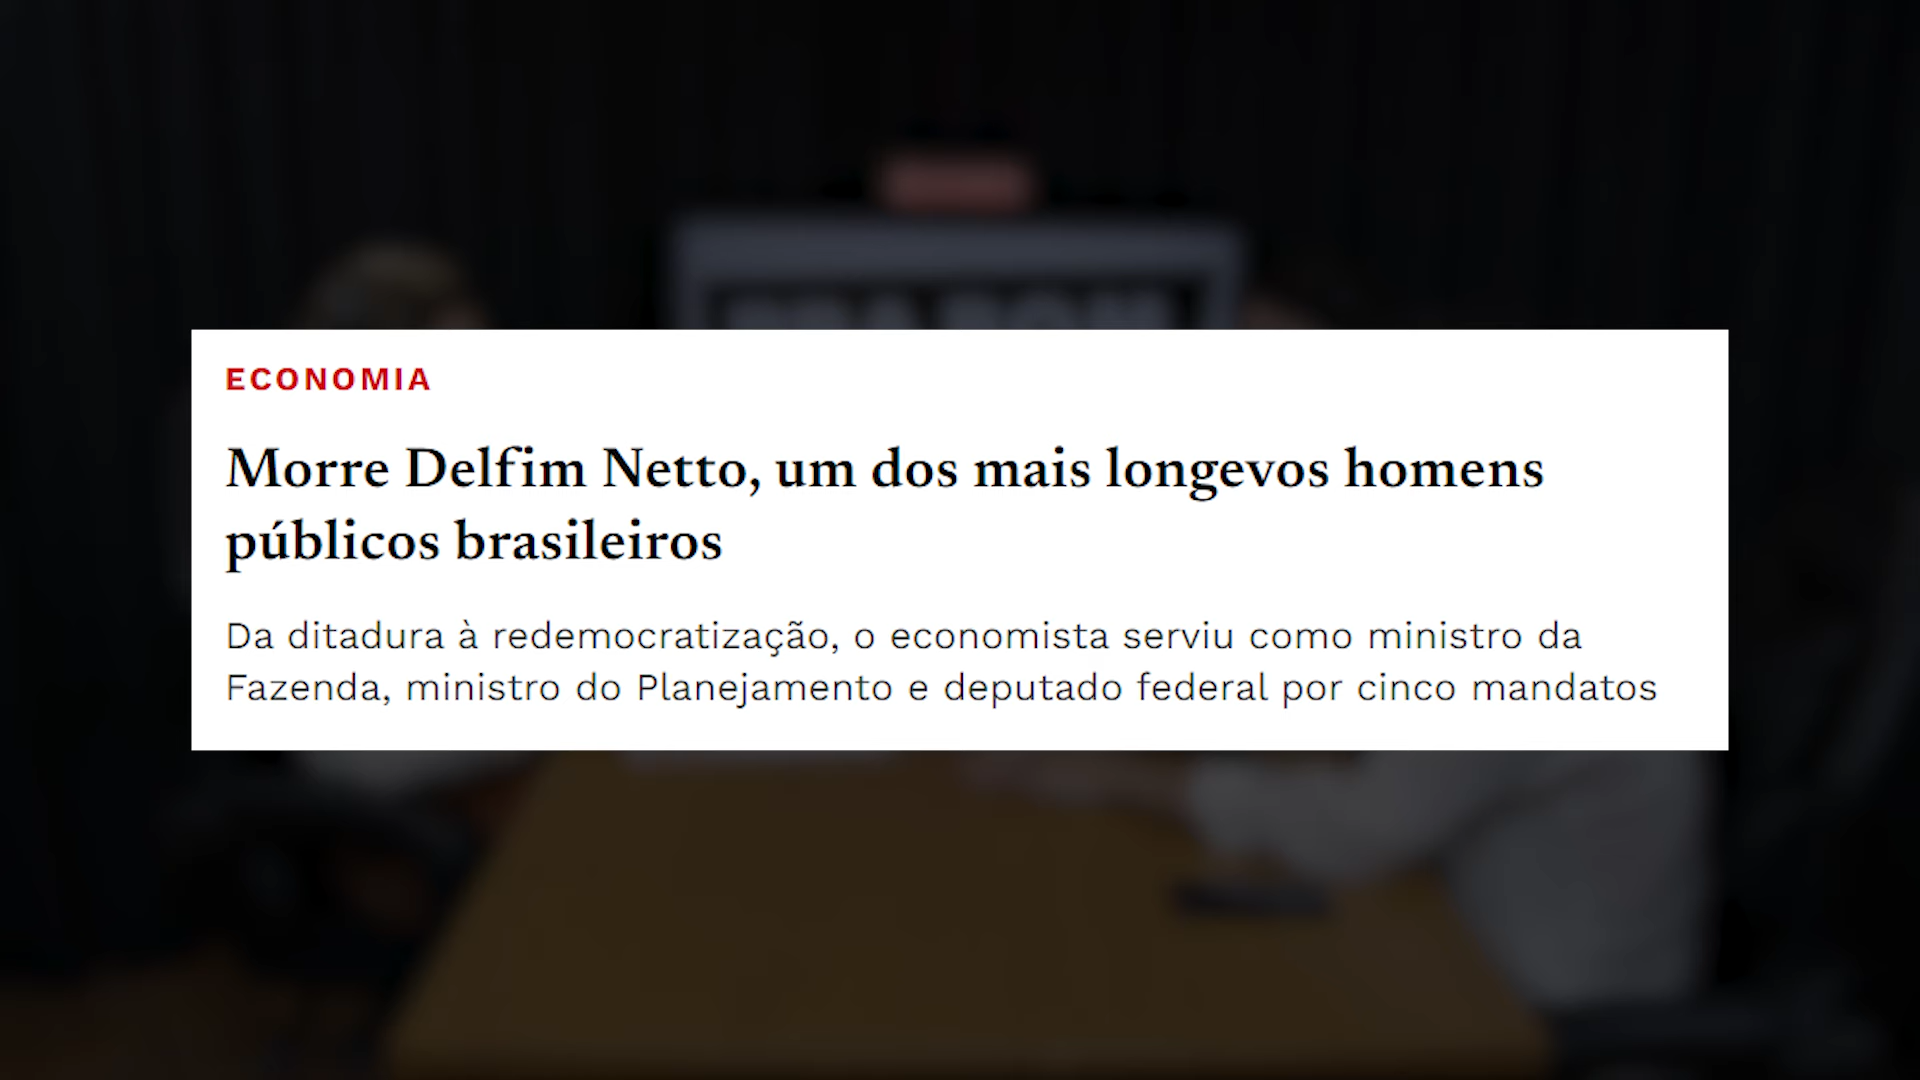 ECONOMIA
Morre Delfim Netto, um dos mais longevos homens
públicos brasileiros
Da ditadura à redemocratização, o economista serviu como ministro da
Fazenda, ministro do Planejamento e deputado federal por cinco mandatos